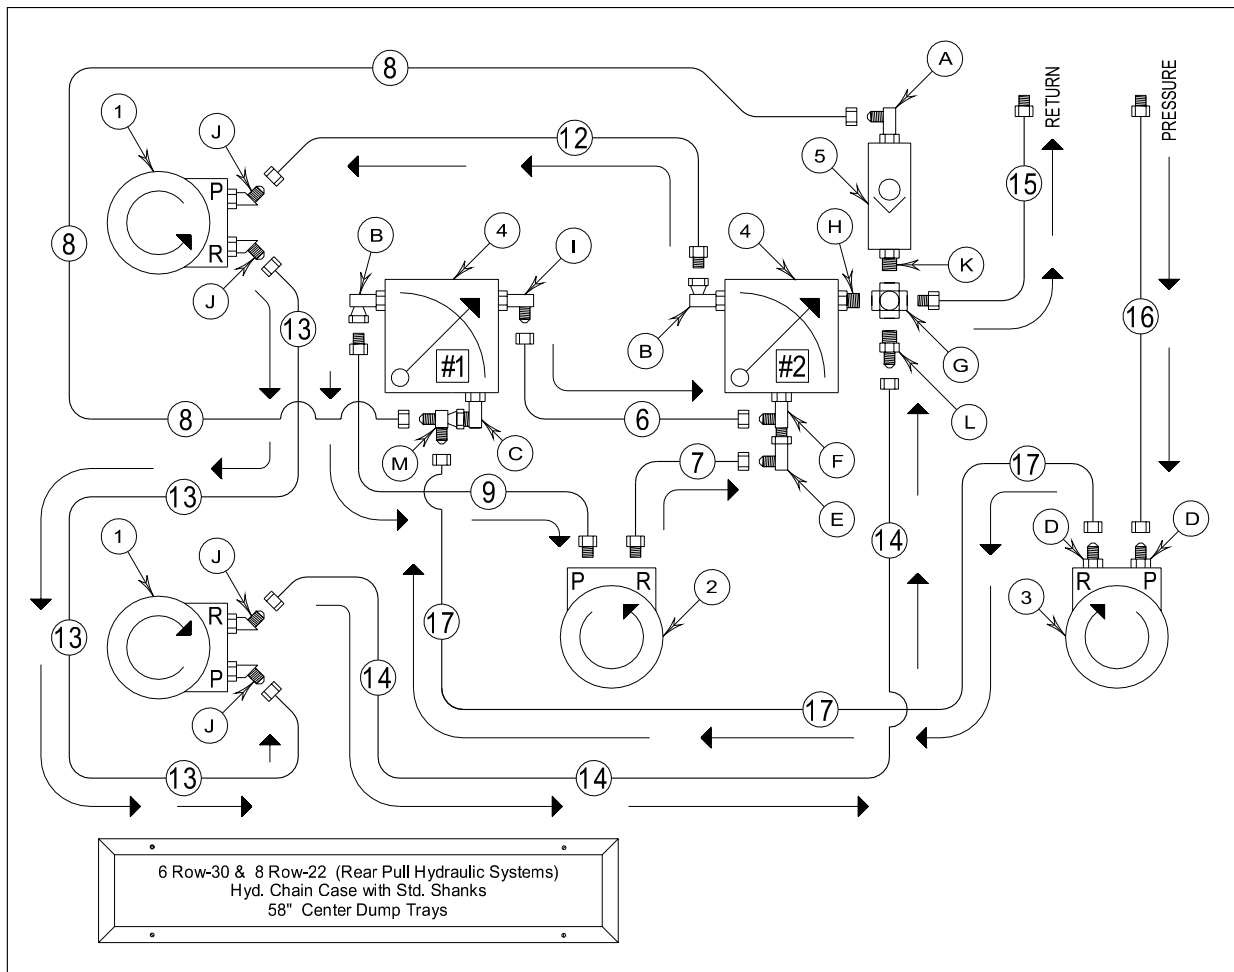 8
A
RETURN
PRESSURE
1
J
12
5
15
P
R
8
B
4
I
4
H
K
J
13
B
16
#1
#2
G
8
6
L
M
C
F
17
7
13
9
E
1
J
14
D
D
P
R
R
P
2
3
R
P
13
17
14
J
17
13
14
6 Row-30 & 8 Row-22 (Rear Pull Hydraulic Systems)
Hyd. Chain Case with Std. Shanks
58" Center Dump Trays